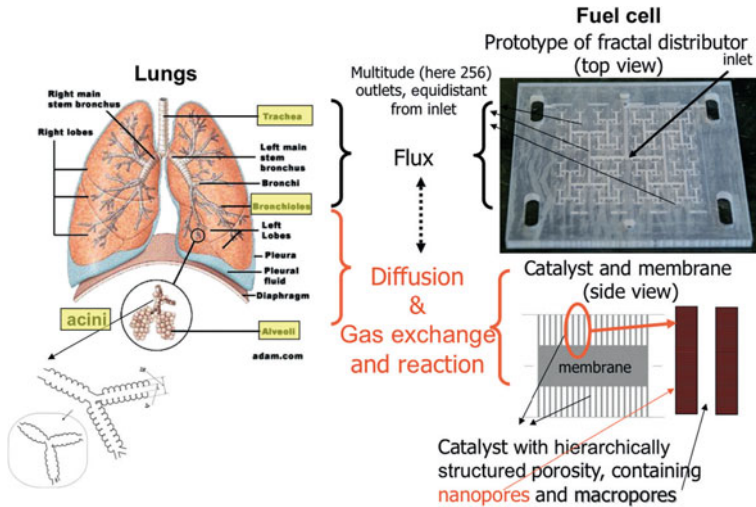 Fuel cell
Prototype of fractal distributor
(top view)
inlet
Lungs
Multitude (here 256)
outlets, equidistant
from inlet
Right main
stem bronchus
Trachea
Right lobes
Left main
stem
bronchus
Bronchi
Bronchioles
Left
Lobes
Pleura
Pleural
fluid
Diaphragm
acini
Alveoli
adam.com
Flux
Diffusion
&
Gas exchange
and reaction
Catalyst and membrane
(side view)
membrane
Catalyst with hierarchically
structured porosity, containing
nanopores and macropores